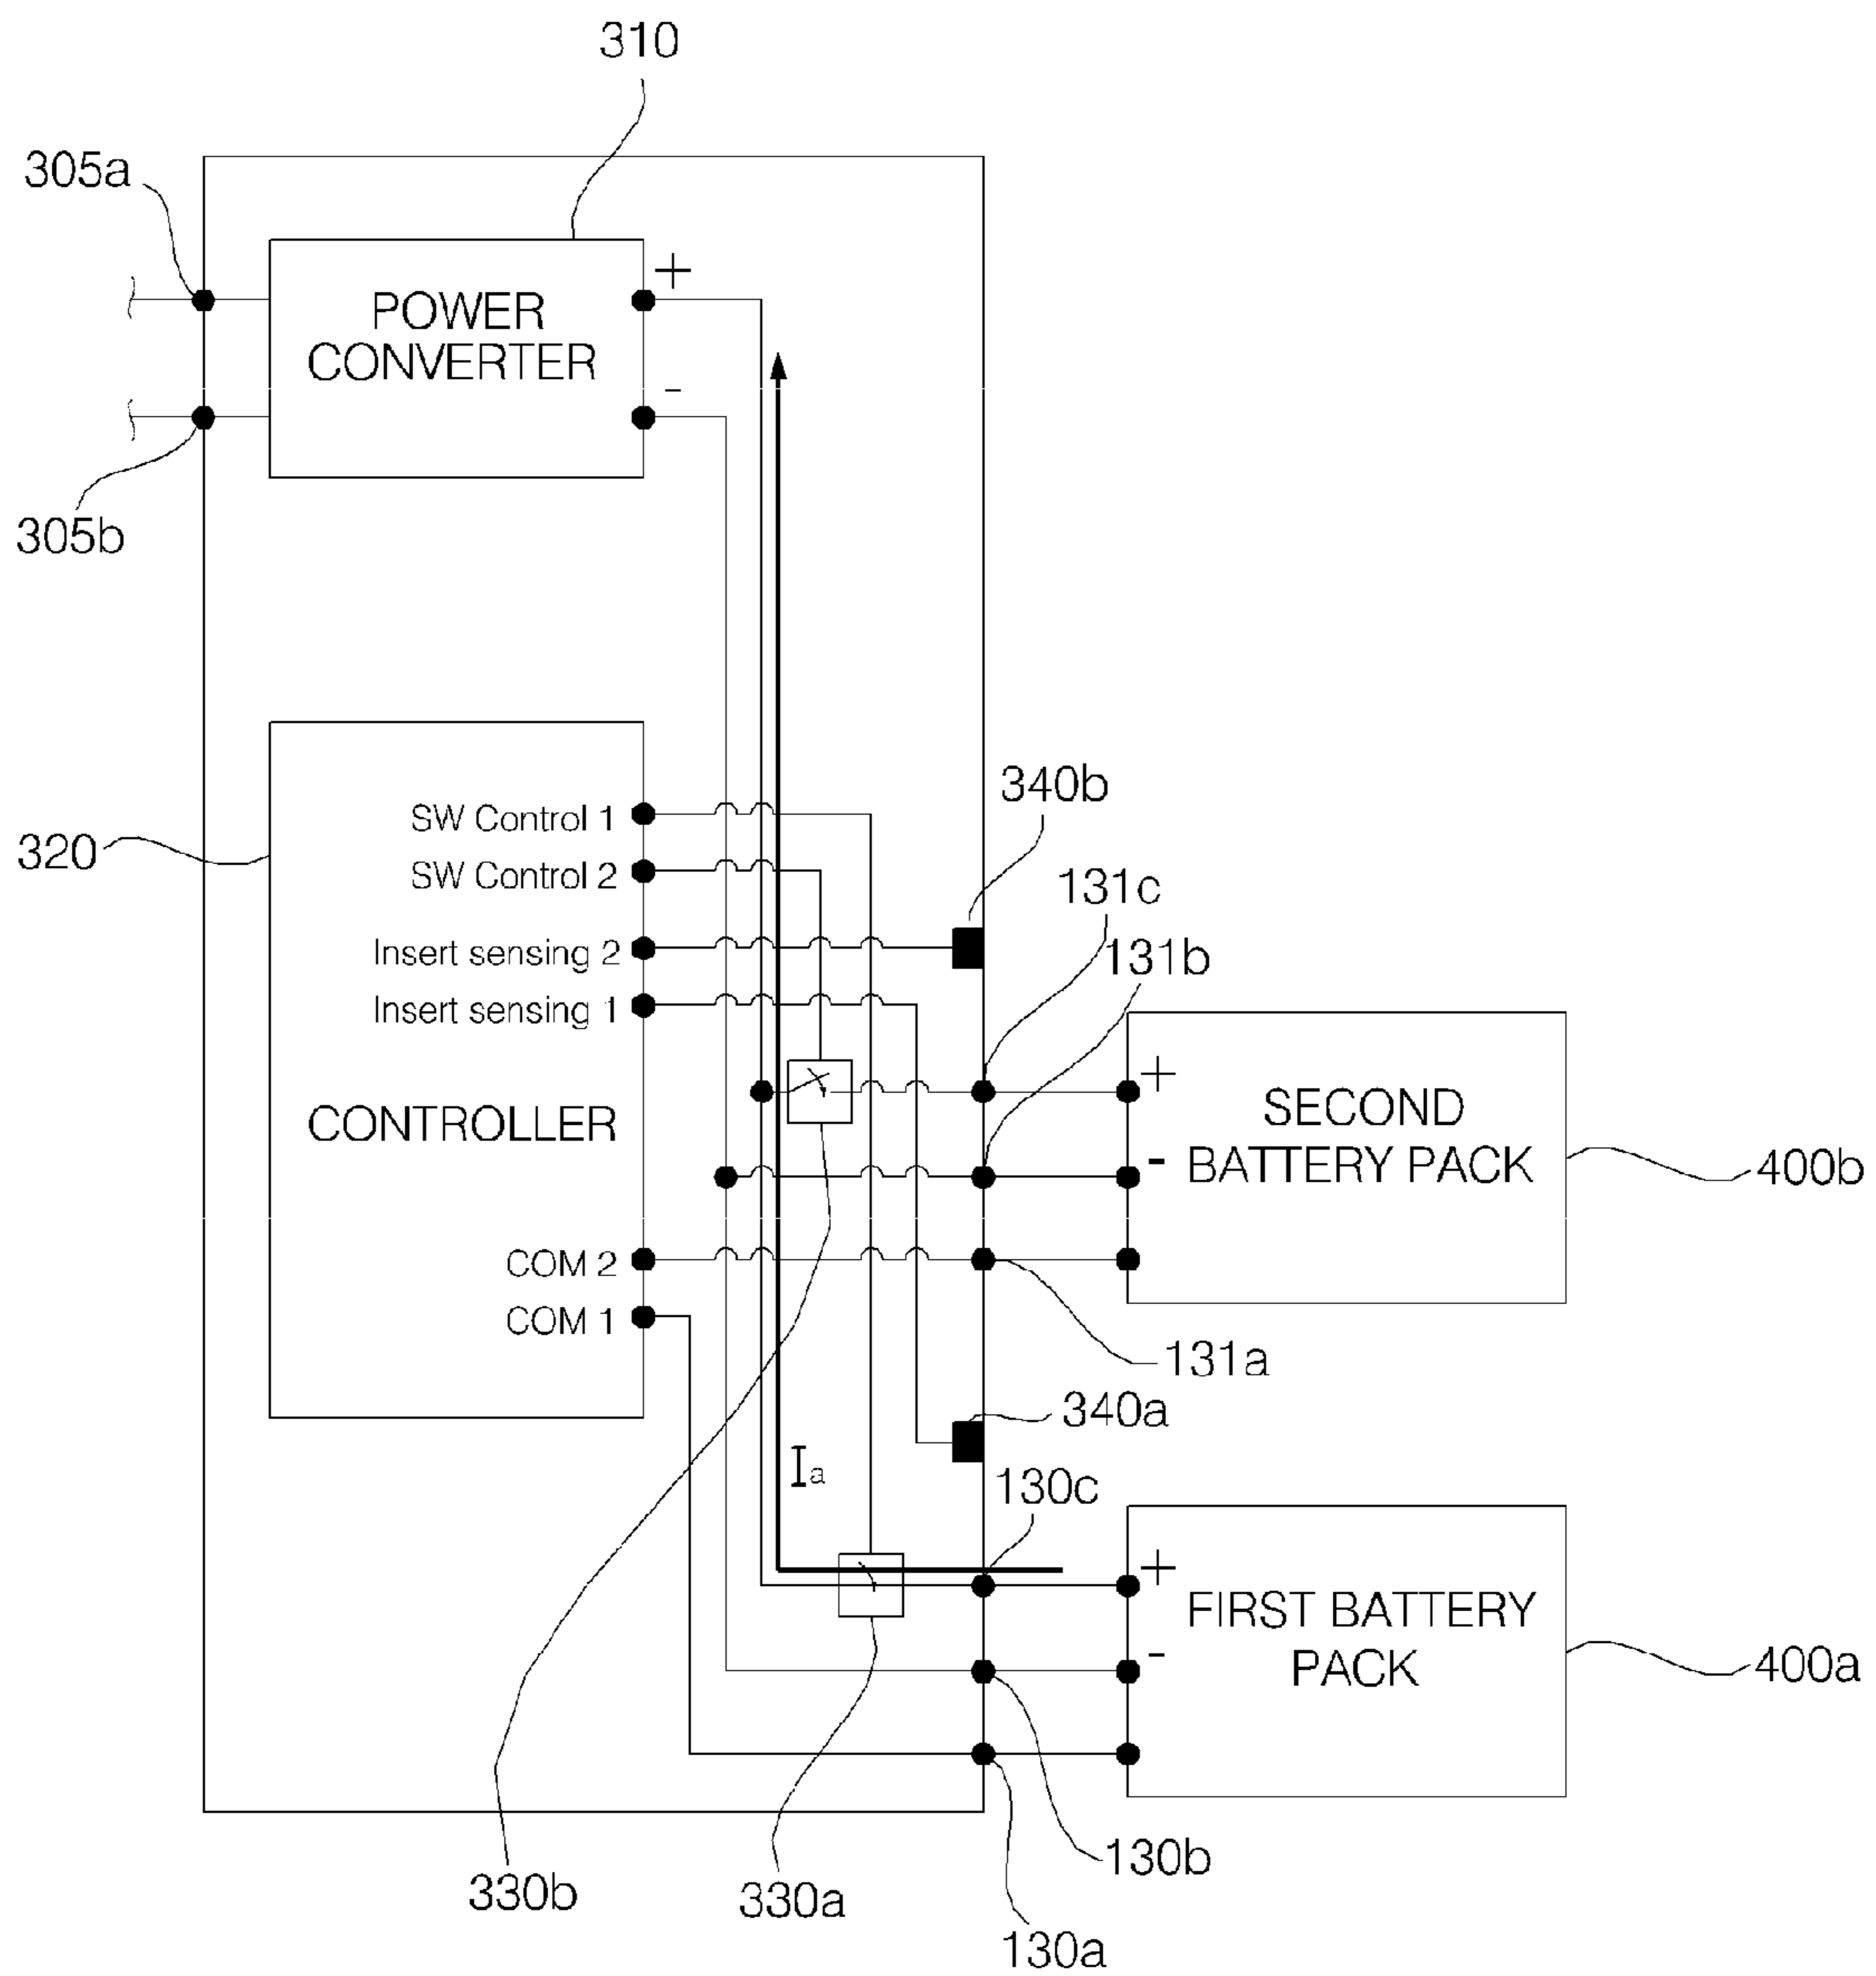 310
305a
+
POWER
CONVERTER
-
305b
340b
SW Control 1
320
SW Control 2
131c
Insert sensing 2
131b
Insert sensing 1
+
SECOND
CONTROLLER
- BATTERY PACK
400b
COM 2
COM 1
131a
340a
Ia
130c
+
FIRST BATTERY
-
PACK
400a
130b
330b
330a
130a